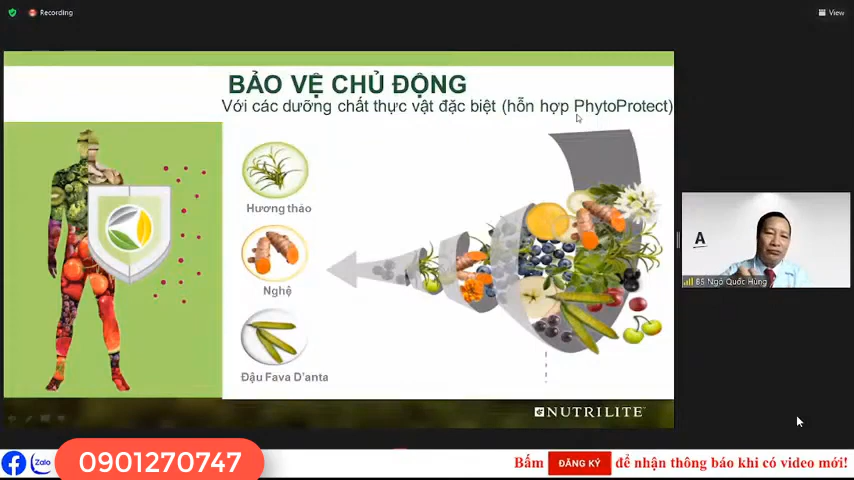 Recording
View
BẢO VỆ CHỦ ĐỘNG
Với các dưỡng chất thực vật đặc biệt (hỗn hợp PhytoProtect)
Hương thảo
Nghệ
Đậu Fava D'anta
A
BS Ngô Quốc Hùng
NUTRILITE™
Zalo
0901270747
Bấm ĐĂNG KÝ để nhận thông báo khi có video mới!